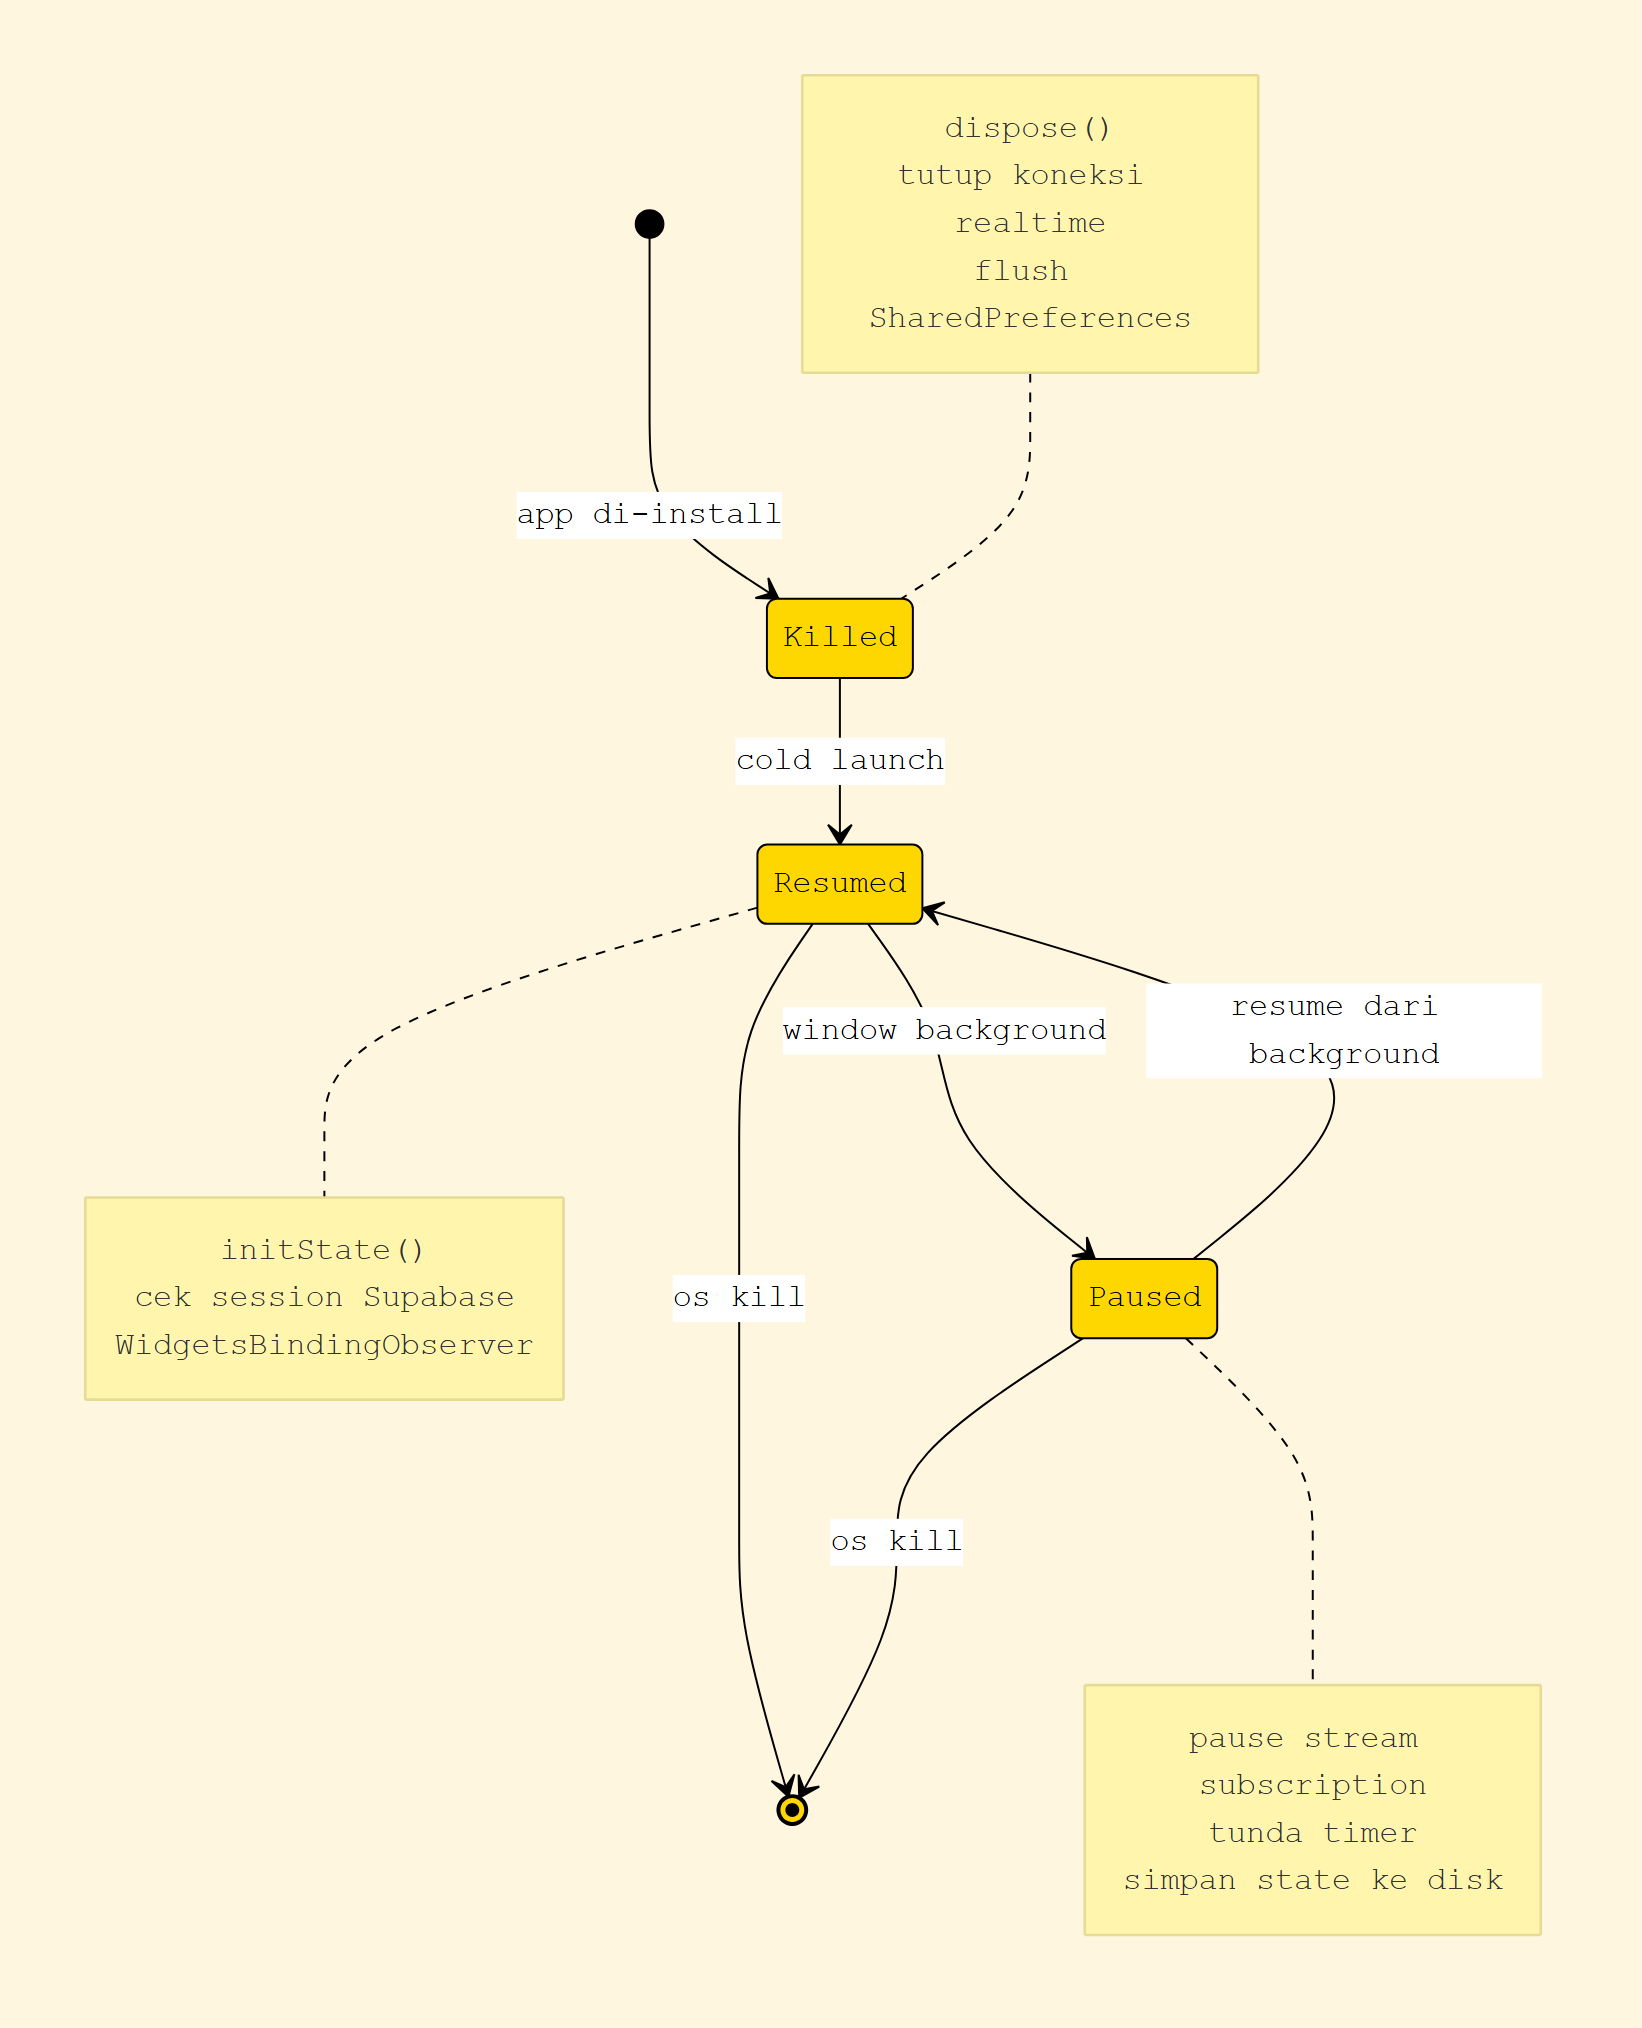 dispose()
tutup koneksi
realtime
flush
SharedPreferences
app di-install
Killed
cold launch
Resumed
window background
resume dari
background
initState()
cek session Supabase
WidgetsBindingObserver
os kill
Paused
os kill
pause stream
subscription
tunda timer
simpan state ke disk